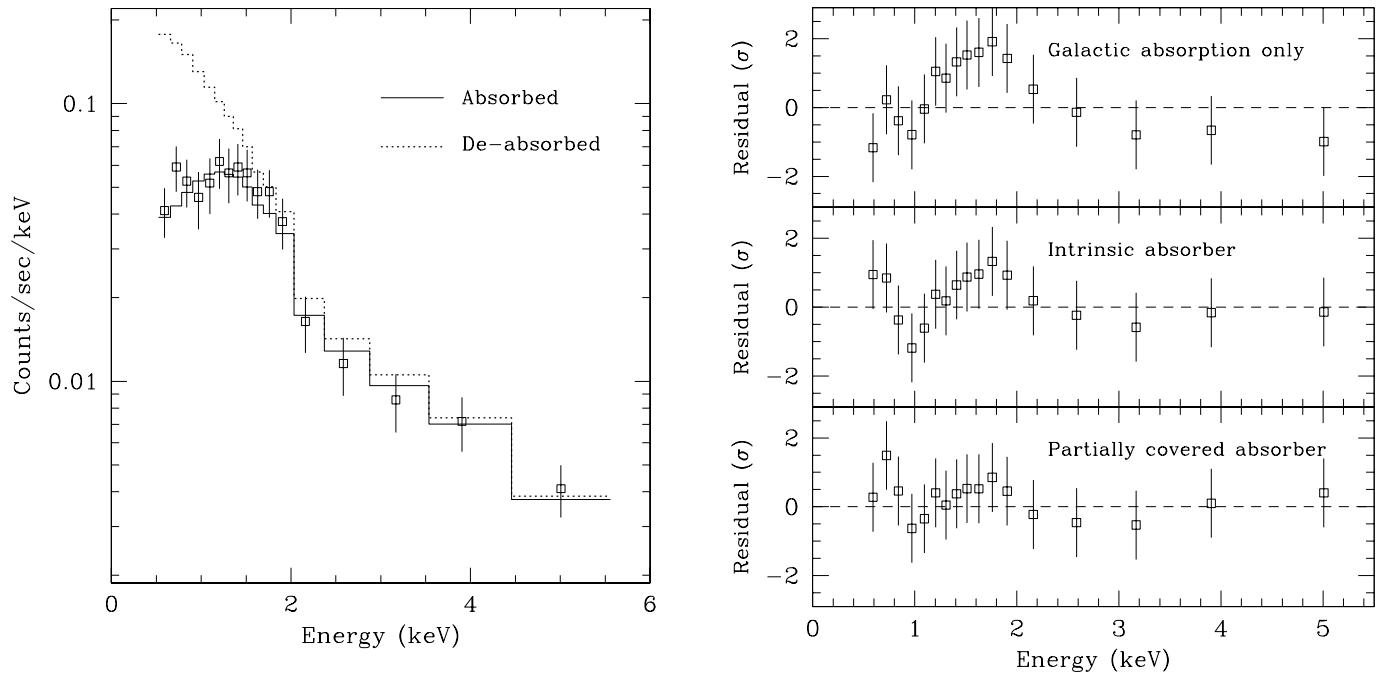 0.1
0.01
Counts/sec/keV
Absorbed
De-absorbed
0 2 4 6
Energy (keV)
Galactic absorption only
2
0
−2
Residual (σ)
Intrinsic absorber
2
0
−2
Residual (σ)
Partially covered absorber
2
0
−2
Residual (σ)
0 1 2 3 4 5
Energy (keV)